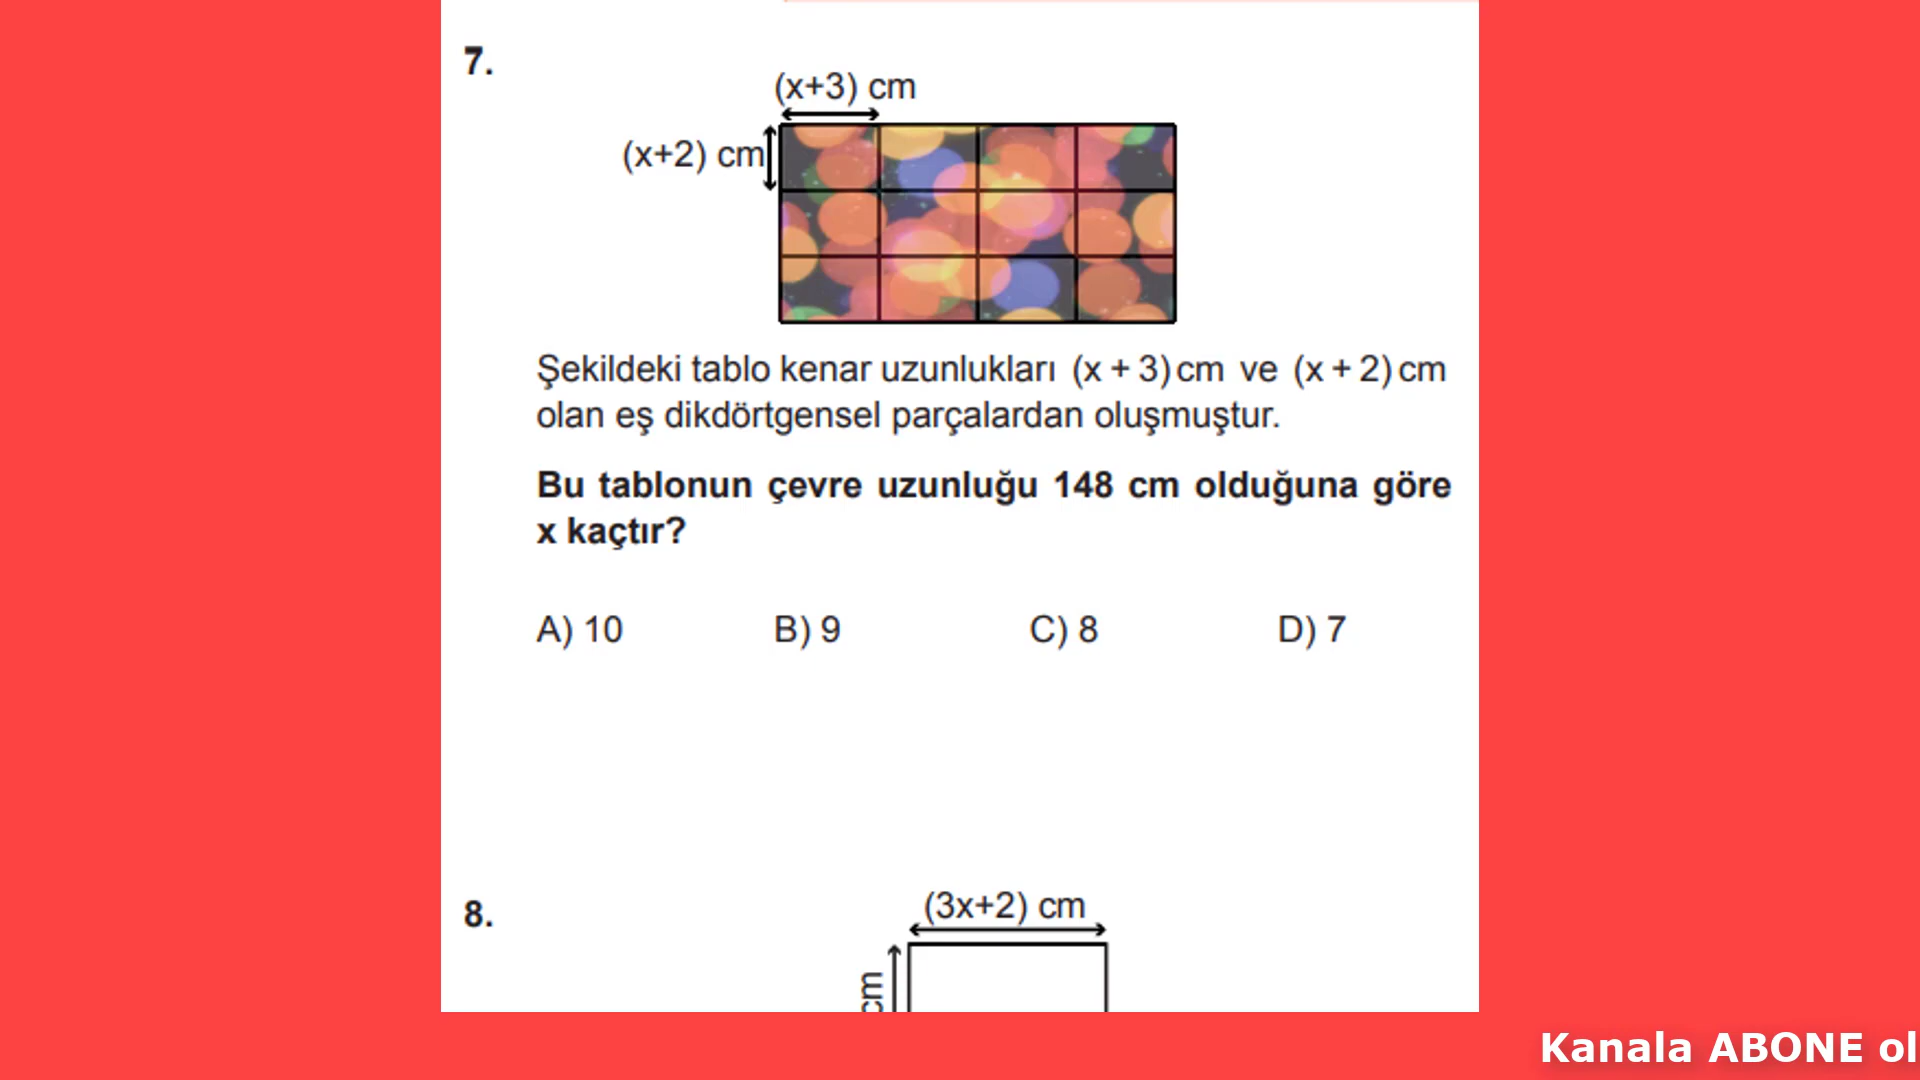 7.
(x+3) cm
(x+2) cm
Şekildeki tablo kenar uzunlukları (x + 3) cm ve (x + 2) cm
olan eş dikdörtgensel parçalardan oluşmuştur.
Bu tablonun çevre uzunluğu 148 cm olduğuna göre
x kaçtır?
A) 10 B) 9 C) 8 D) 7
8.
(3x+2) cm
cm
Kanala ABONE ol